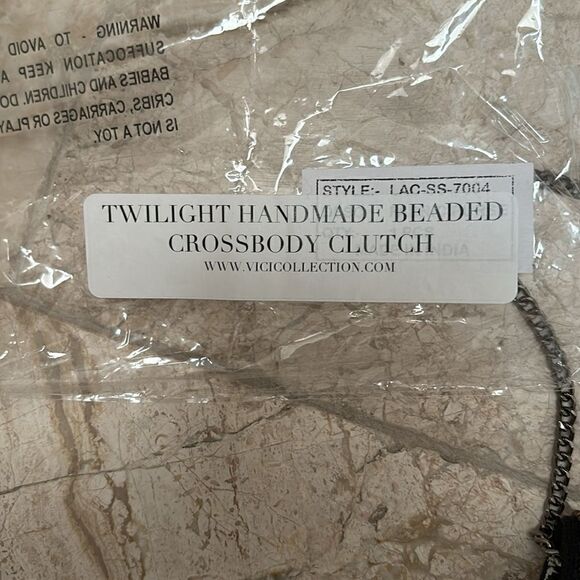 WARNING - TO AVOID
SUFFOCATION KEEP A
BABIES AND CHILDREN. DO
CRIBS, CARRIAGES OR PLAY
IS NOT A TOY.
STYLE:- LAC-SS-7004
TWILIGHT HANDMADE BEADED
CROSSBODY CLUTCH
WWW.VICICOLLECTION.COM